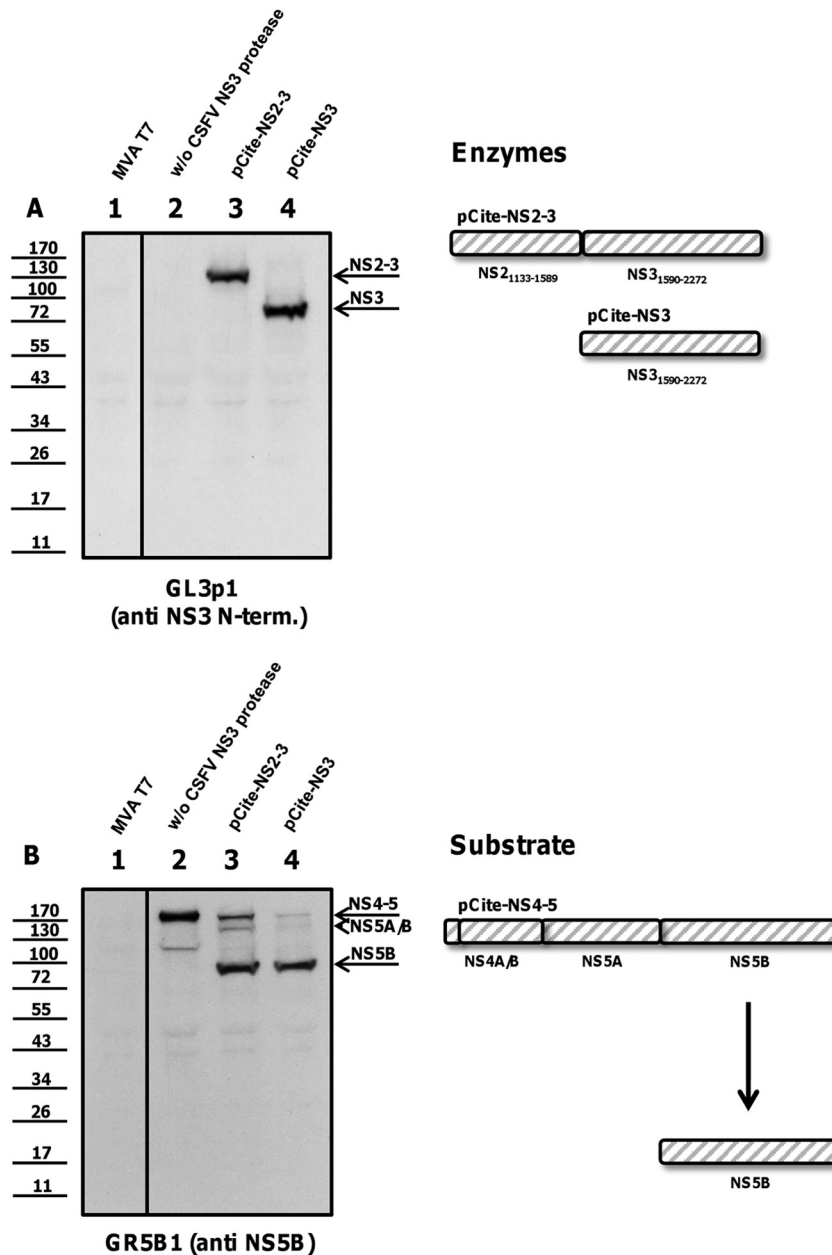 MVA T7
w/o CSFV NS3 protease
pCite-NS2-3
pCite-NS3
A
1 2 3 4
170
130
100
72
55
43
34
26
17
11
NS2-3
NS3
GL3p1
(anti NS3 N-term.)
Enzymes
pCite-NS2-3
NS21133-1589 NS31590-2272
pCite-NS3
NS31590-2272
MVA T7
w/o CSFV NS3 protease
pCite-NS2-3
pCite-NS3
B
1 2 3 4
170
130
100
72
55
43
34
26
17
11
NS4-5
NS5A/B
NS5B
GR5B1 (anti NS5B)
Substrate
pCite-NS4-5
NS4A/B NS5A NS5B
NS5B